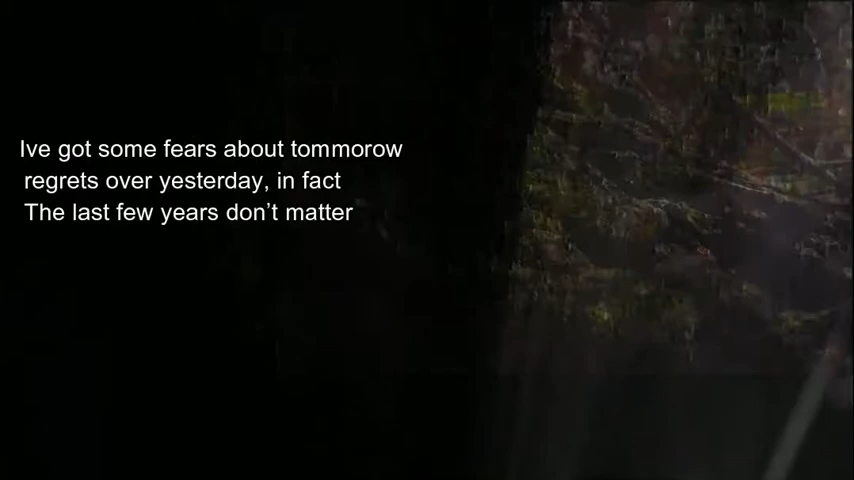 Ive got some fears about tommorow
regrets over yesterday, in fact
The last few years don’t matter